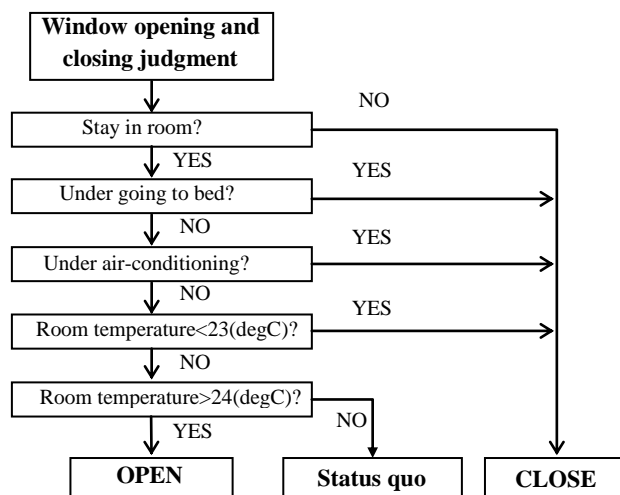 Window opening and
closing judgment
NO
Stay in room?
YES
YES
Under going to bed?
NO
YES
Under air-conditioning?
NO
YES
Room temperature<23(degC)?
NO
Room temperature>24(degC)?
YES
NO
OPEN
Status quo
CLOSE